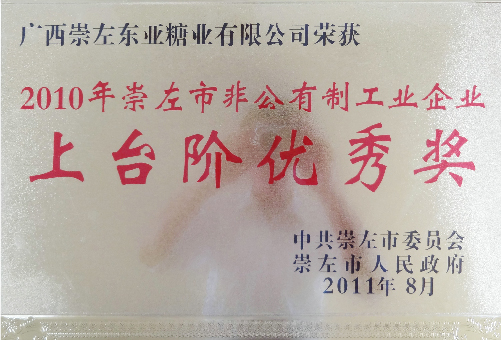 广西崇左东亚糖业有限公司荣获
2010年崇左市非公有制工业企业
上台阶优秀奖
中共崇左市委员会
崇左市人民政府
2011年 8月